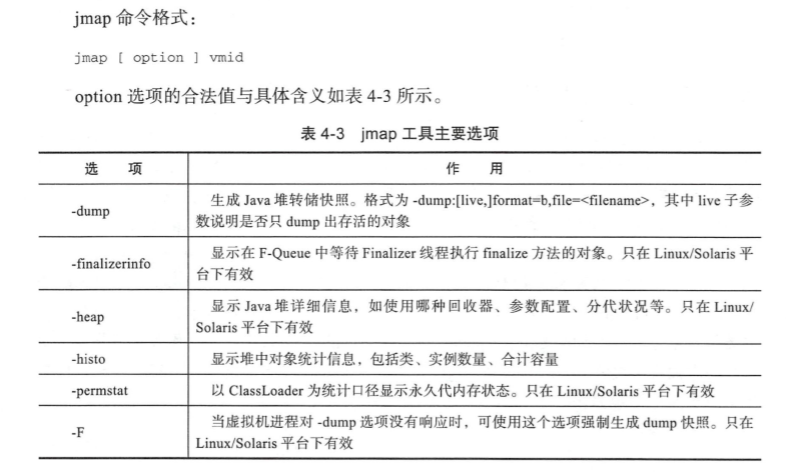 jmap 命令格式：
jmap [ option ] vmid
option 选项的合法值与具体含义如表 4-3 所示。
表 4-3 jmap 工具主要选项
选 项 作 用
-dump 生成 Java 堆转储快照。格式为 -dump:[live,]format=b,file=<filename>，其中 live 子参
数说明是否只 dump 出存活的对象
-finalizerinfo 显示在 F-Queue 中等待 Finalizer 线程执行 finalize 方法的对象。只在 Linux/Solaris 平
台下有效
-heap 显示 Java 堆详细信息，如使用哪种回收器、参数配置、分代状况等。只在 Linux/
Solaris 平台下有效
-histo 显示堆中对象统计信息，包括类、实例数量、合计容量
-permstat 以 ClassLoader 为统计口径显示永久代内存状态。只在 Linux/Solaris 平台下有效
-F 当虚拟机进程对 -dump 选项没有响应时，可使用这个选项强制生成 dump 快照。只在
Linux/Solaris 平台下有效